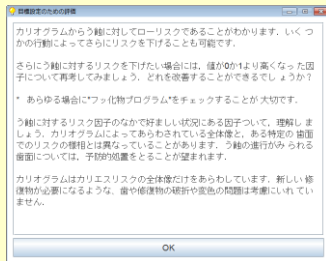 目標設定のための評価
カリオグラムからう齢に対してローリスクであることがわかります．いく つ
かの行動によってさらにリスクを下げることも可能です．
さらにう齢に対するリスクを下げたい場合には，値が0か1より高くなっ た因
子について再考してみましょう．どれを改善することができるでし ょうか？
* あらゆる場合に"フッ化物プログラム"をチェックすることが 大切です．
う齢に対するリスク因子のなかで好ましい状況にある因子ついて，理解し ま
しょう．カリオグラムによってあらわされている全体像と，ある特定の 歯面
でのリスクの様相とは異なっていることがあります．う齢の進行がみ られる
歯面については，予防的処置をとることが望まれます．
カリオグラムはカリエスリスクの全体像だけをあらわしています．新しい 修
復物が必要になるような，歯や修復物の破折や変色の問題は考慮にいれ てい
ません．
OK